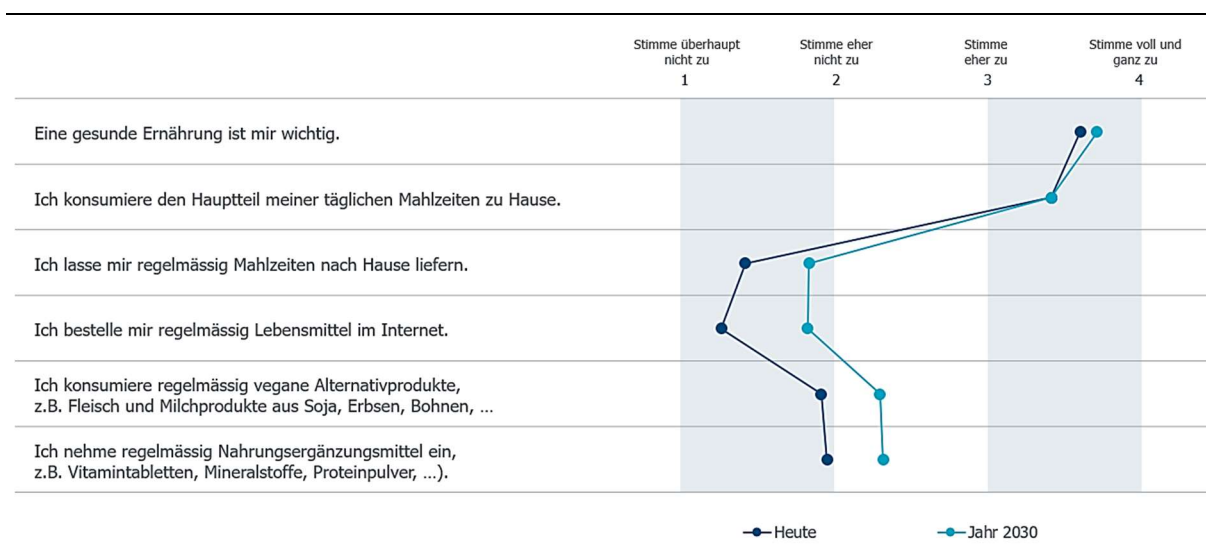 Stimme überhaupt nicht zu
1
Stimme eher nicht zu
2
Stimme eher zu
3
Stimme voll und ganz zu
4
Eine gesunde Ernährung ist mir wichtig.
Ich konsumiere den Hauptteil meiner täglichen Mahlzeiten zu Hause.
Ich lasse mir regelmässig Mahlzeiten nach Hause liefern.
Ich bestelle mir regelmässig Lebensmittel im Internet.
Ich konsumiere regelmässig vegane Alternativprodukte,
z.B. Fleisch und Milchprodukte aus Soja, Erbsen, Bohnen, ...
Ich nehme regelmässig Nahrungsergänzungsmittel ein,
z.B. Vitamintabletten, Mineralstoffe, Proteinpulver, ...).
Heute
Jahr 2030